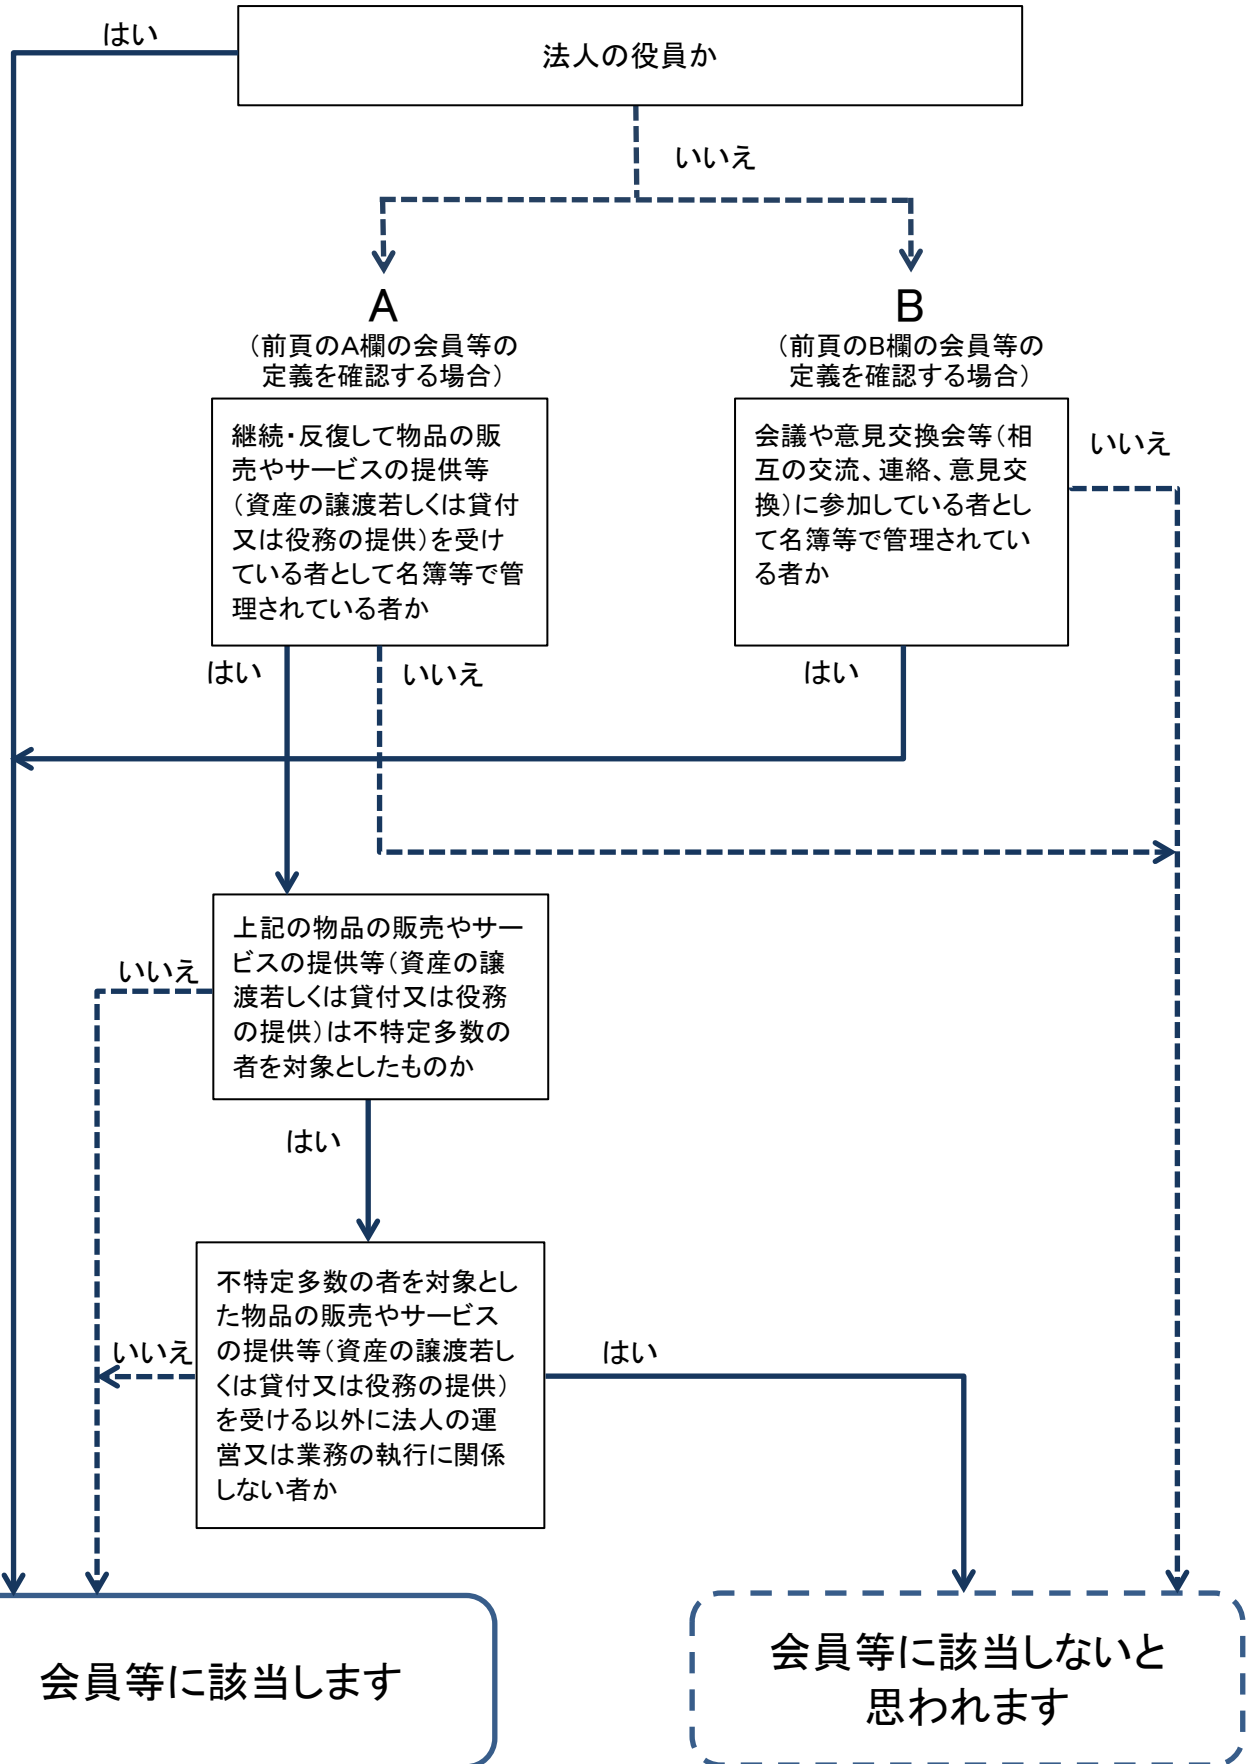 はい
法人の役員か
いいえ
A
（前頁のA欄の会員等の
定義を確認する場合）
B
（前頁のB欄の会員等の
定義を確認する場合）
継続・反復して物品の販
売やサービスの提供等
（資産の譲渡若しくは貸付
又は役務の提供）を受け
ている者として名簿等で管
理されている者か
会議や意見交換会等（相
互の交流、連絡、意見交
換）に参加している者とし
て名簿等で管理されてい
る者か
いいえ
はい
いいえ
はい
上記の物品の販売やサー
ビスの提供等（資産の譲
渡若しくは貸付又は役務
の提供）は不特定多数の
者を対象としたものか
いいえ
はい
不特定多数の者を対象とし
た物品の販売やサービス
の提供等（資産の譲渡若し
くは貸付又は役務の提供）
を受ける以外に法人の運
営又は業務の執行に関係
しない者か
いいえ
はい
会員等に該当します
会員等に該当しないと
思われます